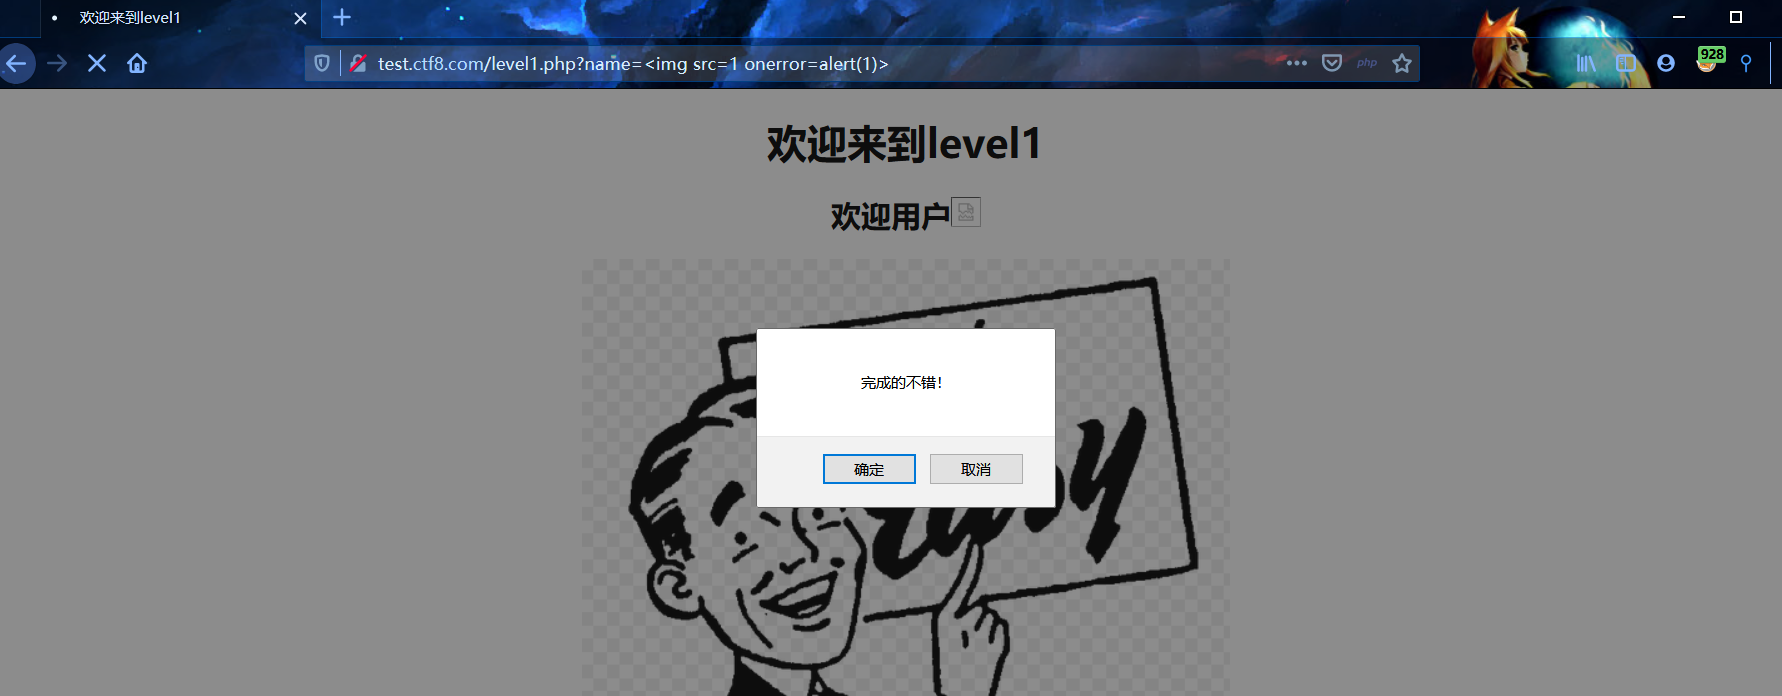 欢迎来到level1
test.ctf8.com/level1.php?name=<img src=1 onerror=alert(1)>
php
928
欢迎来到level1
欢迎用户
完成的不错!
确定 取消